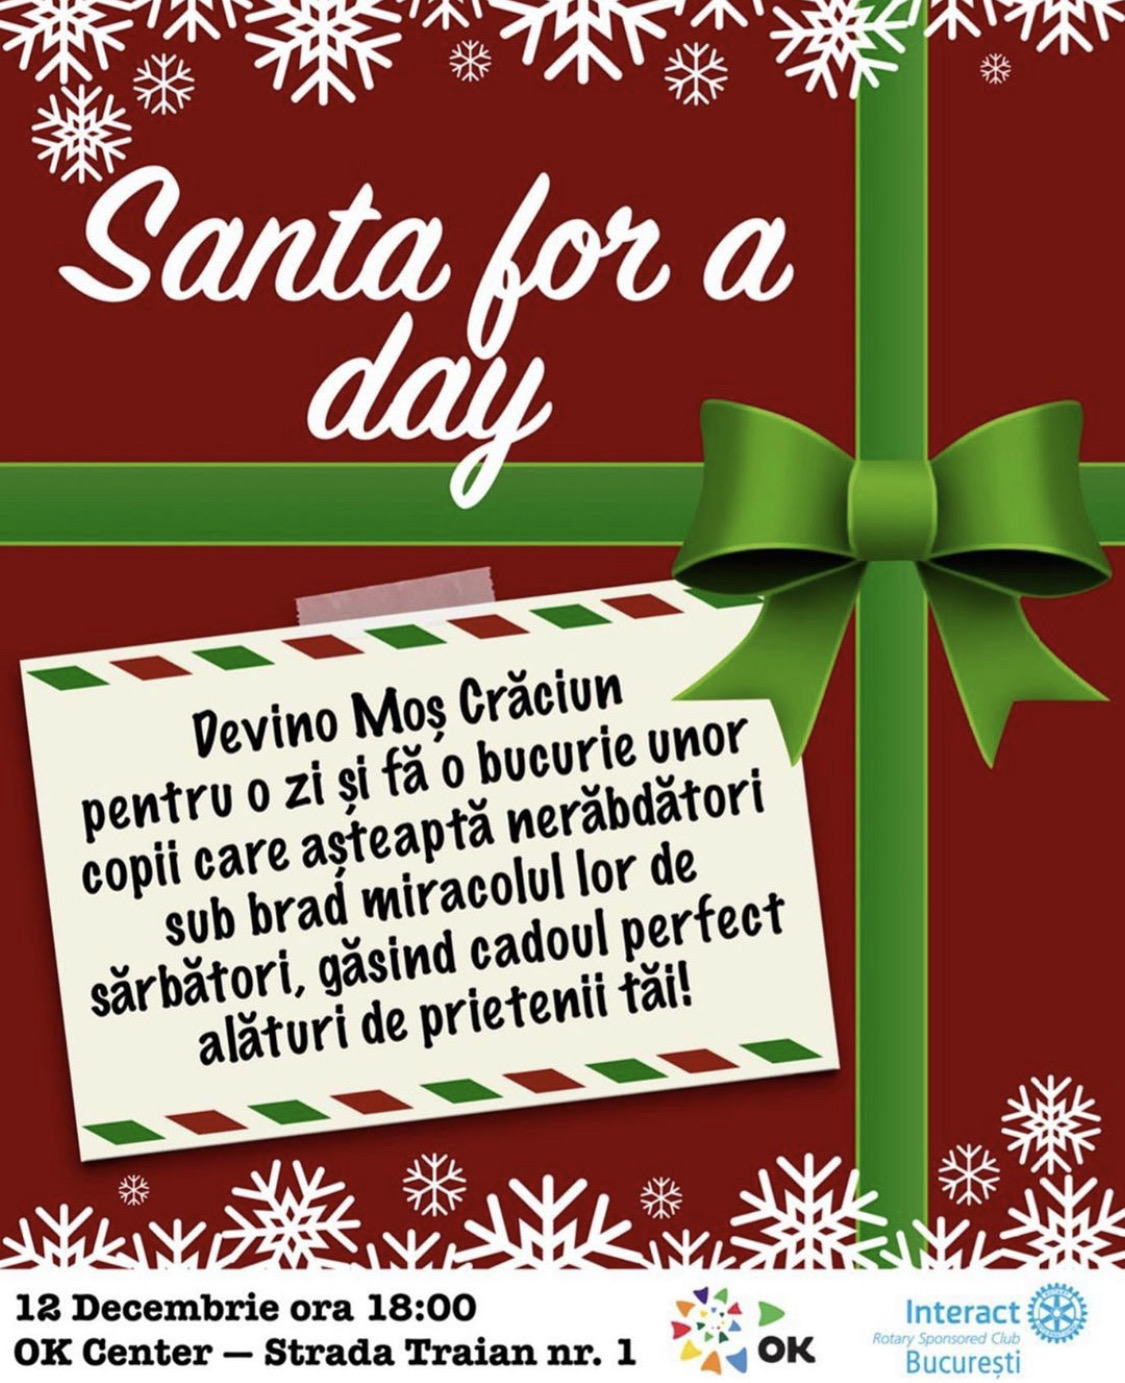 Santa for a
day
Devino Moș Crăciun
pentru o zi și fă o bucurie unor
copii care așteaptă nerăbdători
sub brad miracolul lor de
sărbători, găsind cadoul perfect
alături de prietenii tăi!
12 Decembrie ora 18:00
OK Center — Strada Traian nr. 1
OK
Interact
Rotary Sponsored Club
București